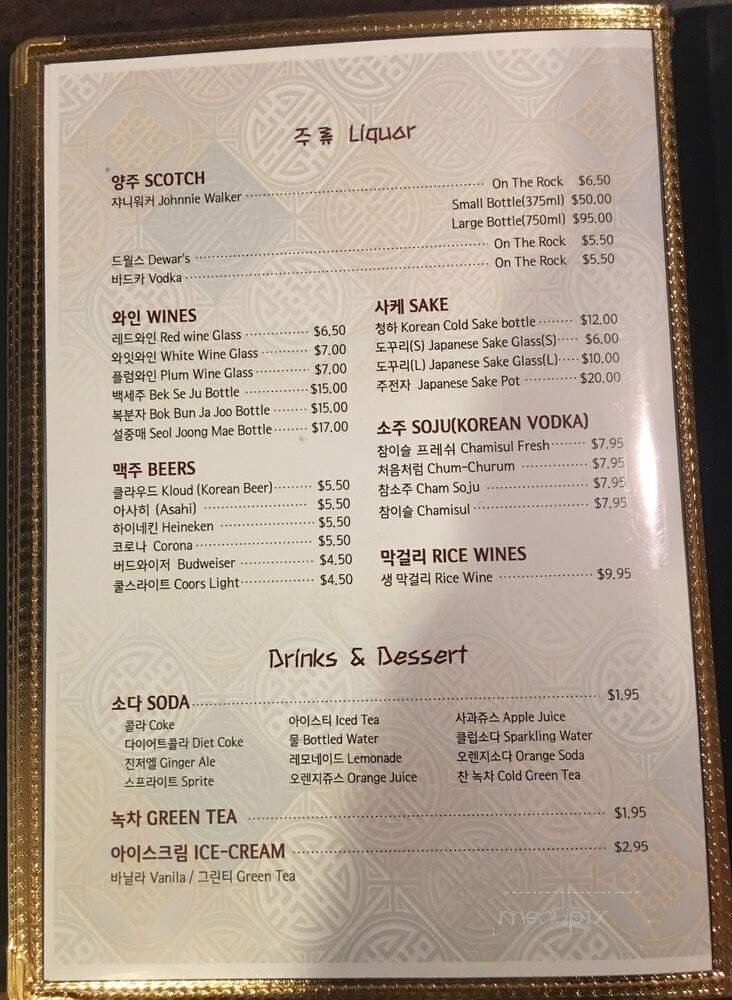 주류 Liquor
양주 SCOTCH
쟈니워커 Johnnie Walker ······ On The Rock $6.50
Small Bottle(375ml) $50.00
Large Bottle(750ml) $95.00
드월스 Dewar's ······ On The Rock $5.50
바드카 Vodka ······ On The Rock $5.50
와인 WINES
레드와인 Red wine Glass ······ $6.50
와잇와인 White Wine Glass ······ $7.00
플럼와인 Plum Wine Glass ······ $7.00
백세주 Bek Se Ju Bottle ······ $15.00
복분자 Bok Bun Ja Joo Bottle ······ $15.00
설중매 Seol Joong Mae Bottle ······ $17.00
맥주 BEERS
클라우드 Kloud (Korean Beer) ······ $5.50
아사히 (Asahi) ······ $5.50
하이네킨 Heineken ······ $5.50
코로나 Corona ······ $5.50
버드와이저 Budweiser ······ $4.50
쿨스라이트 Coors Light ······ $4.50
사케 SAKE
청하 Korean Cold Sake bottle ······ $12.00
도꾸리(S) Japanese Sake Glass(S) ······ $6.00
도꾸리(L) Japanese Sake Glass(L) ······ $10.00
주전자 Japanese Sake Pot ······ $20.00
소주 SOJU(KOREAN VODKA)
참이슬 프레쉬 Chamisul Fresh ······ $7.95
처음처럼 Chum-Churum ······ $7.95
참소주 Cham Soju ······ $7.95
참이슬 Chamisul ······ $7.95
막걸리 RICE WINES
생 막걸리 Rice Wine ······ $9.95
Drinks & Dessert
소다 SODA ······ $1.95
콜라 Coke
다이어트콜라 Diet Coke
진저엘 Ginger Ale
스프라이트 Sprite
아이스티 Iced Tea
물 Bottled Water
레모네이드 Lemonade
오렌지쥬스 Orange Juice
사과쥬스 Apple Juice
클럽소다 Sparkling Water
오렌지소다 Orange Soda
찬 녹차 Cold Green Tea
녹차 GREEN TEA ······ $1.95
아이스크림 ICE-CREAM ······ $2.95
바닐라 Vanila / 그린티 Green Tea
menupix